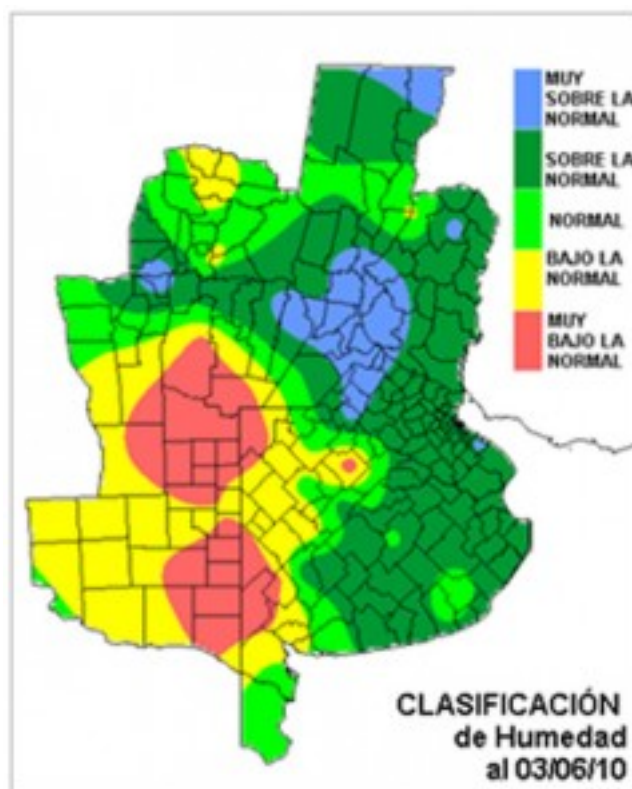 MUY
SOBRE LA
NORMAL
SOBRE LA
NORMAL
NORMAL
BAJO LA
NORMAL
MUY
BAJO LA
NORMAL
CLASIFICACIÓN
de Humedad
al 03/06/10